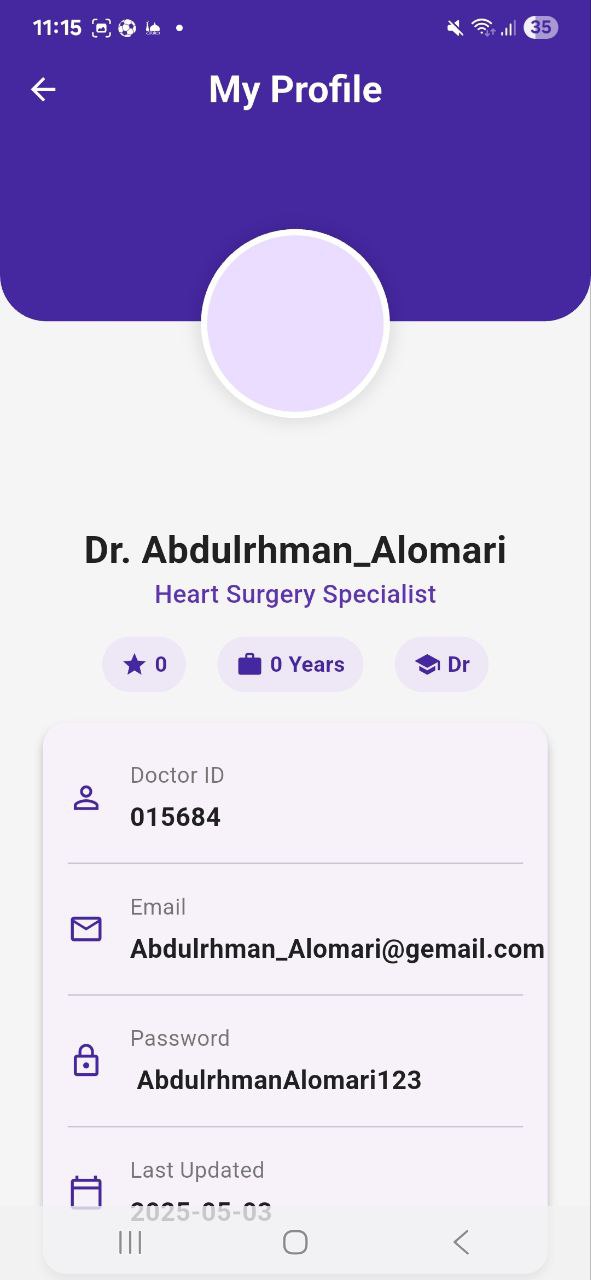 11:15
35
My Profile
Dr. Abdulrhman_Alomari
Heart Surgery Specialist
0
0 Years
Dr
Doctor ID
015684
Email
Abdulrhman_Alomari@gemail.com
Password
AbdulrhmanAlomari123
Last Updated
2025-05-03